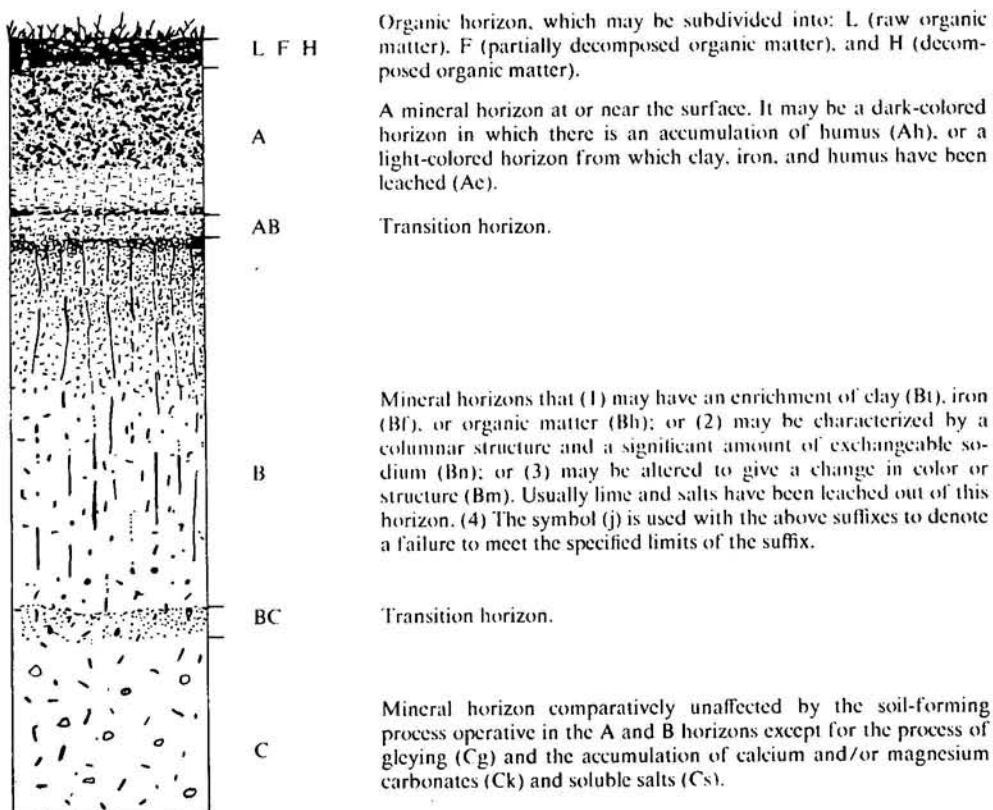 L F H
Organic horizon, which may be subdivided into: L (raw organic
matter), F (partially decomposed organic matter), and H (decom-
posed organic matter).
A
A mineral horizon at or near the surface. It may be a dark-colored
horizon in which there is an accumulation of humus (Ah), or a
light-colored horizon from which clay, iron, and humus have been
leached (Ae).
AB
Transition horizon.
B
Mineral horizons that (1) may have an enrichment of clay (Bt), iron
(Bf), or organic matter (Bh); or (2) may be characterized by a
columnar structure and a significant amount of exchangeable so-
dium (Bn); or (3) may be altered to give a change in color or
structure (Bm). Usually lime and salts have been leached out of this
horizon. (4) The symbol (j) is used with the above suffixes to denote
a failure to meet the specified limits of the suffix.
BC
Transition horizon.
C
Mineral horizon comparatively unaffected by the soil-forming
process operative in the A and B horizons except for the process of
gleying (Cg) and the accumulation of calcium and/or magnesium
carbonates (Ck) and soluble salts (Cs).